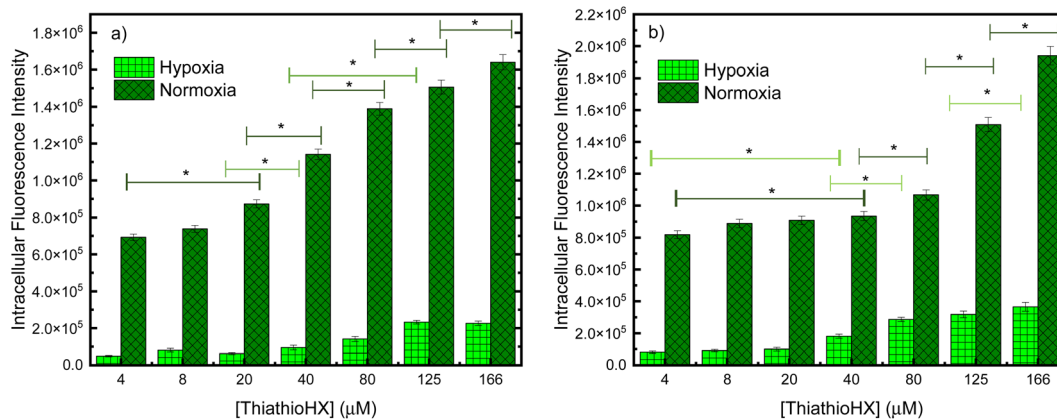 a)
Hypoxia
Normoxia
Intracellular Fluorescence Intensity
1.8×10⁶
1.6×10⁶
1.4×10⁶
1.2×10⁶
1.0×10⁶
8.0×10⁵
6.0×10⁵
4.0×10⁵
2.0×10⁵
0.0
* * * * * * *
4 8 20 40 80 125 166
[ThiathioHX] (μM)
b)
Hypoxia
Normoxia
Intracellular Fluorescence Intensity
2.2×10⁶
2.0×10⁶
1.8×10⁶
1.6×10⁶
1.4×10⁶
1.2×10⁶
1.0×10⁶
8.0×10⁵
6.0×10⁵
4.0×10⁵
2.0×10⁵
0.0
* * * * * * *
4 8 20 40 80 125 166
[ThiathioHX] (μM)